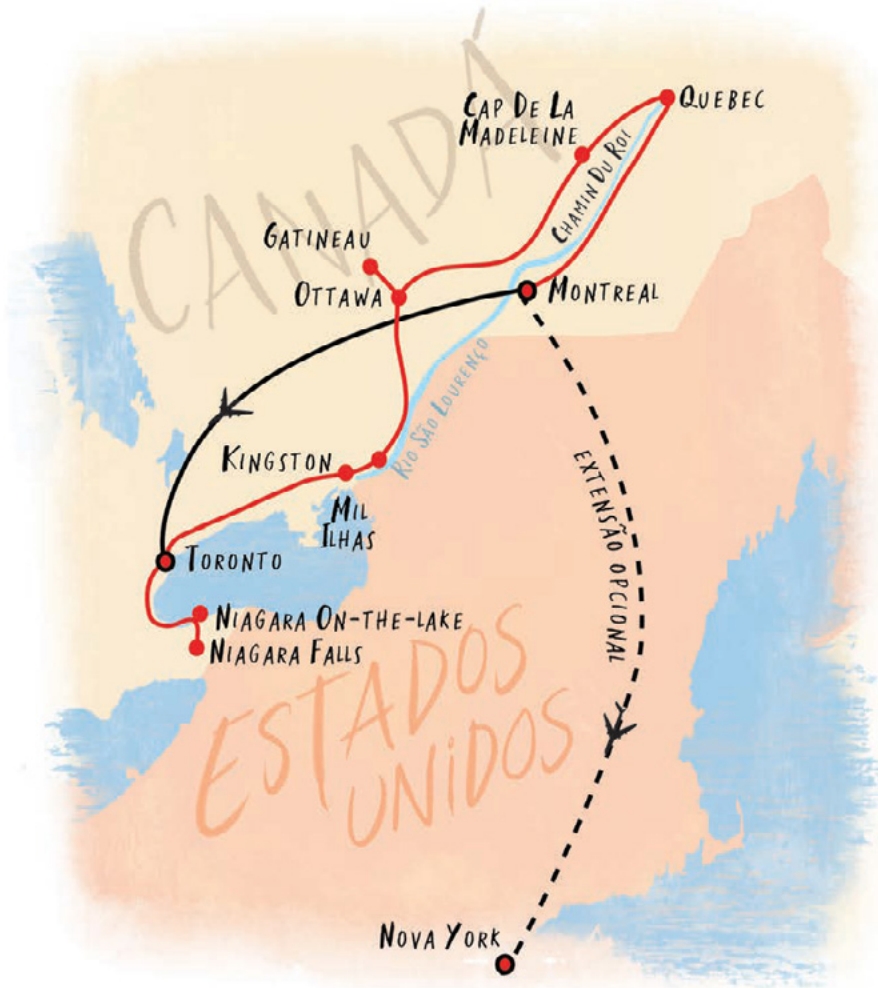 CANADÁ
CAP DE LA
MADELEINE
QUEBEC
CHAMIN DU ROI
GATINEAU
OTTAWA
MONTREAL
RIO SÃO LOURENÇO
KINGSTON
MIL
ILHAS
EXTENSÃO OPCIONAL
TORONTO
NIAGARA ON-THE-LAKE
NIAGARA FALLS
ESTADOS
UNIDOS
NOVA YORK